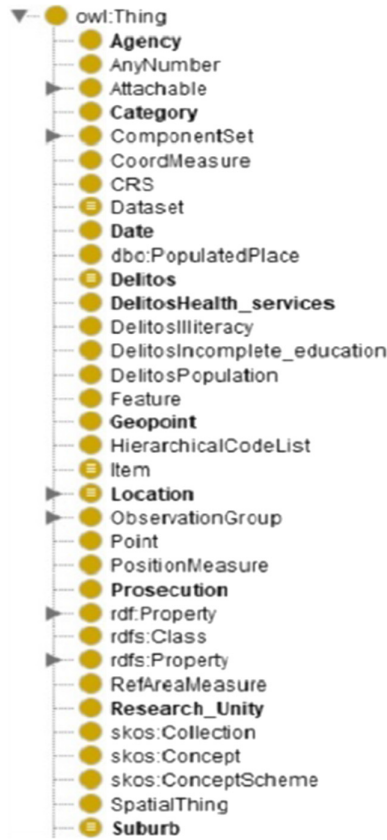 owl:Thing
Agency
AnyNumber
Attachable
Category
ComponentSet
CoordMeasure
CRS
Dataset
Date
dbo:PopulatedPlace
Delitos
DelitosHealth_services
DelitosIlliteracy
DelitosIncomplete_education
DelitosPopulation
Feature
Geopoint
HierarchicalCodeList
Item
Location
ObservationGroup
Point
PositionMeasure
Prosecution
rdf:Property
rdfs:Class
rdfs:Property
RefAreaMeasure
Research_Unity
skos:Collection
skos:Concept
skos:ConceptScheme
SpatialThing
Suburb